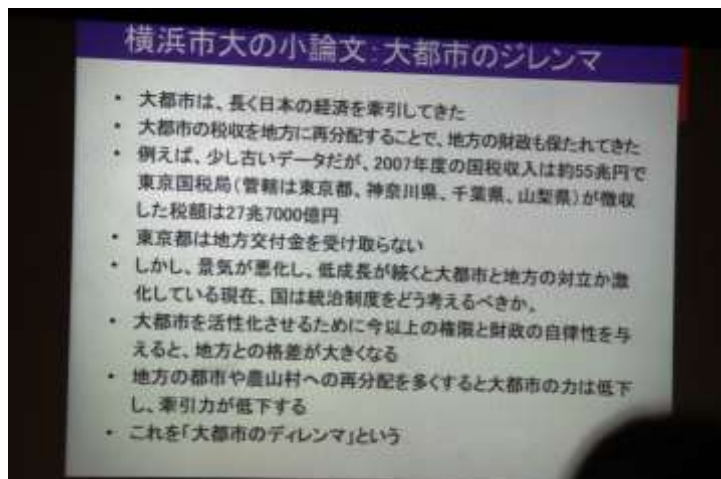 横浜市大の小論文:大都市のジレンマ
• 大都市は、長く日本の経済を牽引してきた
• 大都市の税収を地方に再分配することで、地方の財政も保たれてきた
• 例えば、少し古いデータだが、2007年度の国税収入は約55兆円で
東京国税局(管轄は東京都、神奈川県、千葉県、山梨県)が徴収
した税額は27兆7000億円
• 東京都は地方交付金を受け取らない
• しかし、景気が悪化し、低成長が続くと大都市と地方の対立か激
化している現在、国は統治制度をどう考えるべきか。
• 大都市を活性化させるために今以上の権限と財政の自律性を与
えると、地方との格差が大きくなる
• 地方の都市や農山村への再分配を多くすると大都市の力は低下
し、牽引力が低下する
• これを「大都市のディレンマ」という